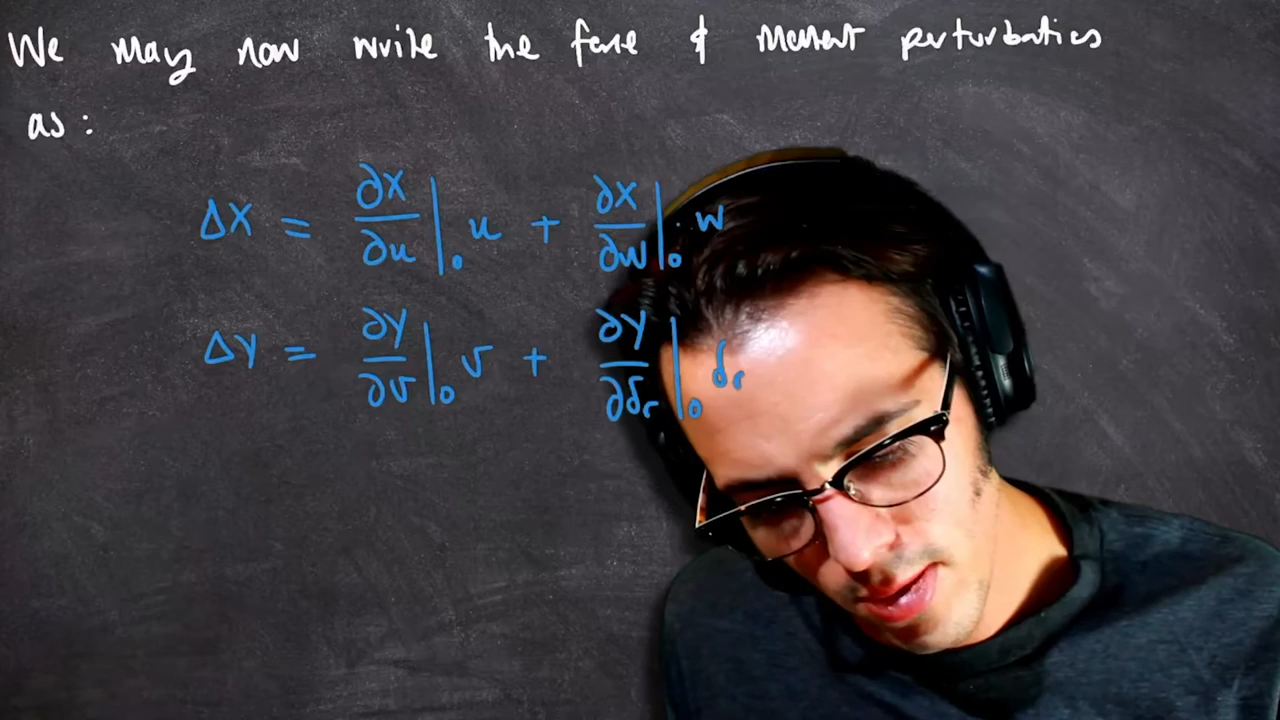 We may now write the force & moment perturbations
as:
ΔX = ∂X/∂u|₀ u + ∂X/∂w|₀ w
ΔY = ∂Y/∂v|₀ v + ∂Y/∂δᵣ|₀ δᵣ